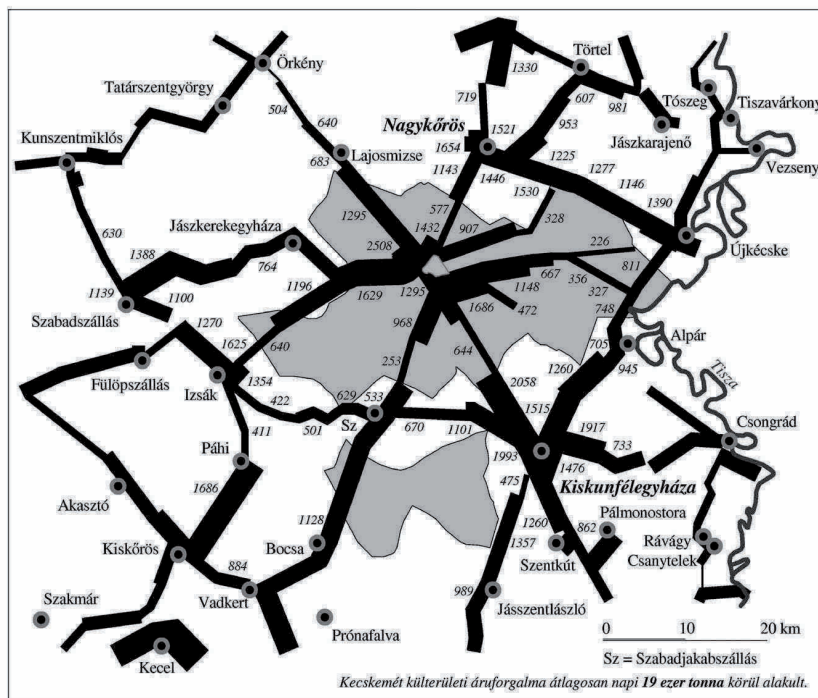 Örkény
Törtel
1330
Tatárszentgyörgy
504
719
607
981
Tószeg
Tiszavárkony
Nagykőrös
640
953
Kunszentmiklós
1521
1654
Jászkarajenő
Lajosmizse
683
1143
1225
1277
Vezseny
1446
1146
1530
1390
577
1295
328
630
Jászkerekegyháza
1432
907
226
Újkécske
1388
2508
764
667
811
1139
1100
1196
1629
1295
1148
356
327
Szabadszállás
1686
472
748
1270
968
Alpár
705
1625
640
644
945
Tisza
Fülöpszállás
253
1260
Izsák
1354
2058
629
533
1515
Csongrád
422
Sz
670
1101
1917
733
501
411
Páhi
1993
1476
1686
475
Kiskunfélegyháza
Akasztó
Pálmonostora
1260
862
1128
1357
Rávágy
Kiskőrös
Bocsa
Csanytelek
884
Szentkút
Szakmár
Vadkert
989
Jásszentlászló
Prónafalva
0 10 20 km
Kecel
Sz = Szabadjakabszállás
Kecskemét külterületi áruforgalma átlagosan napi 19 ezer tonna körül alakult.